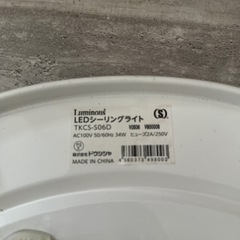 Luminous
LEDシーリングライト
TKCS-S06D
AC100V 50/60Hz 34W ヒューズ2A/250V
株式会社ドウシシャ
MADE IN CHINA